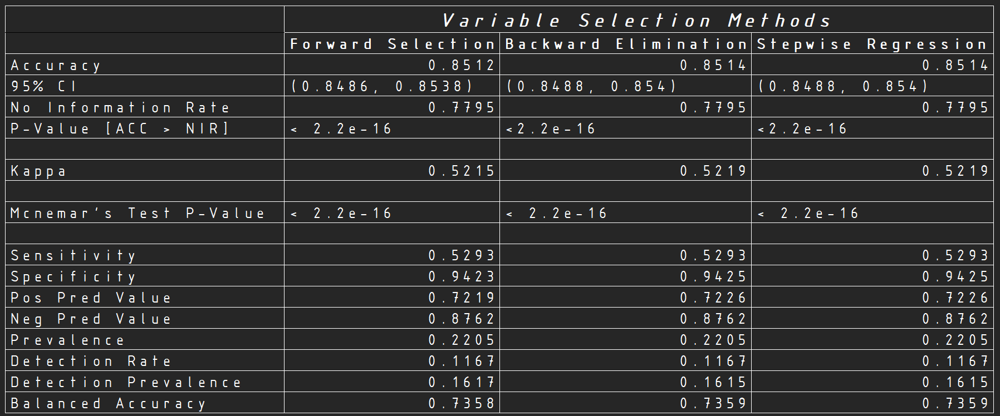 Variable Selection Methods
Forward Selection Backward Elimination Stepwise Regression
Accuracy 0.8512 0.8514 0.8514
95% CI (0.8486, 0.8538) (0.8488, 0.854) (0.8488, 0.854)
No Information Rate 0.7795 0.7795 0.7795
P-Value [ACC > NIR] < 2.2e-16 <2.2e-16 <2.2e-16
Kappa 0.5215 0.5219 0.5219
Mcnemar's Test P-Value < 2.2e-16 < 2.2e-16 < 2.2e-16
Sensitivity 0.5293 0.5293 0.5293
Specificity 0.9423 0.9425 0.9425
Pos Pred Value 0.7219 0.7226 0.7226
Neg Pred Value 0.8762 0.8762 0.8762
Prevalence 0.2205 0.2205 0.2205
Detection Rate 0.1167 0.1167 0.1167
Detection Prevalence 0.1617 0.1615 0.1615
Balanced Accuracy 0.7358 0.7359 0.7359